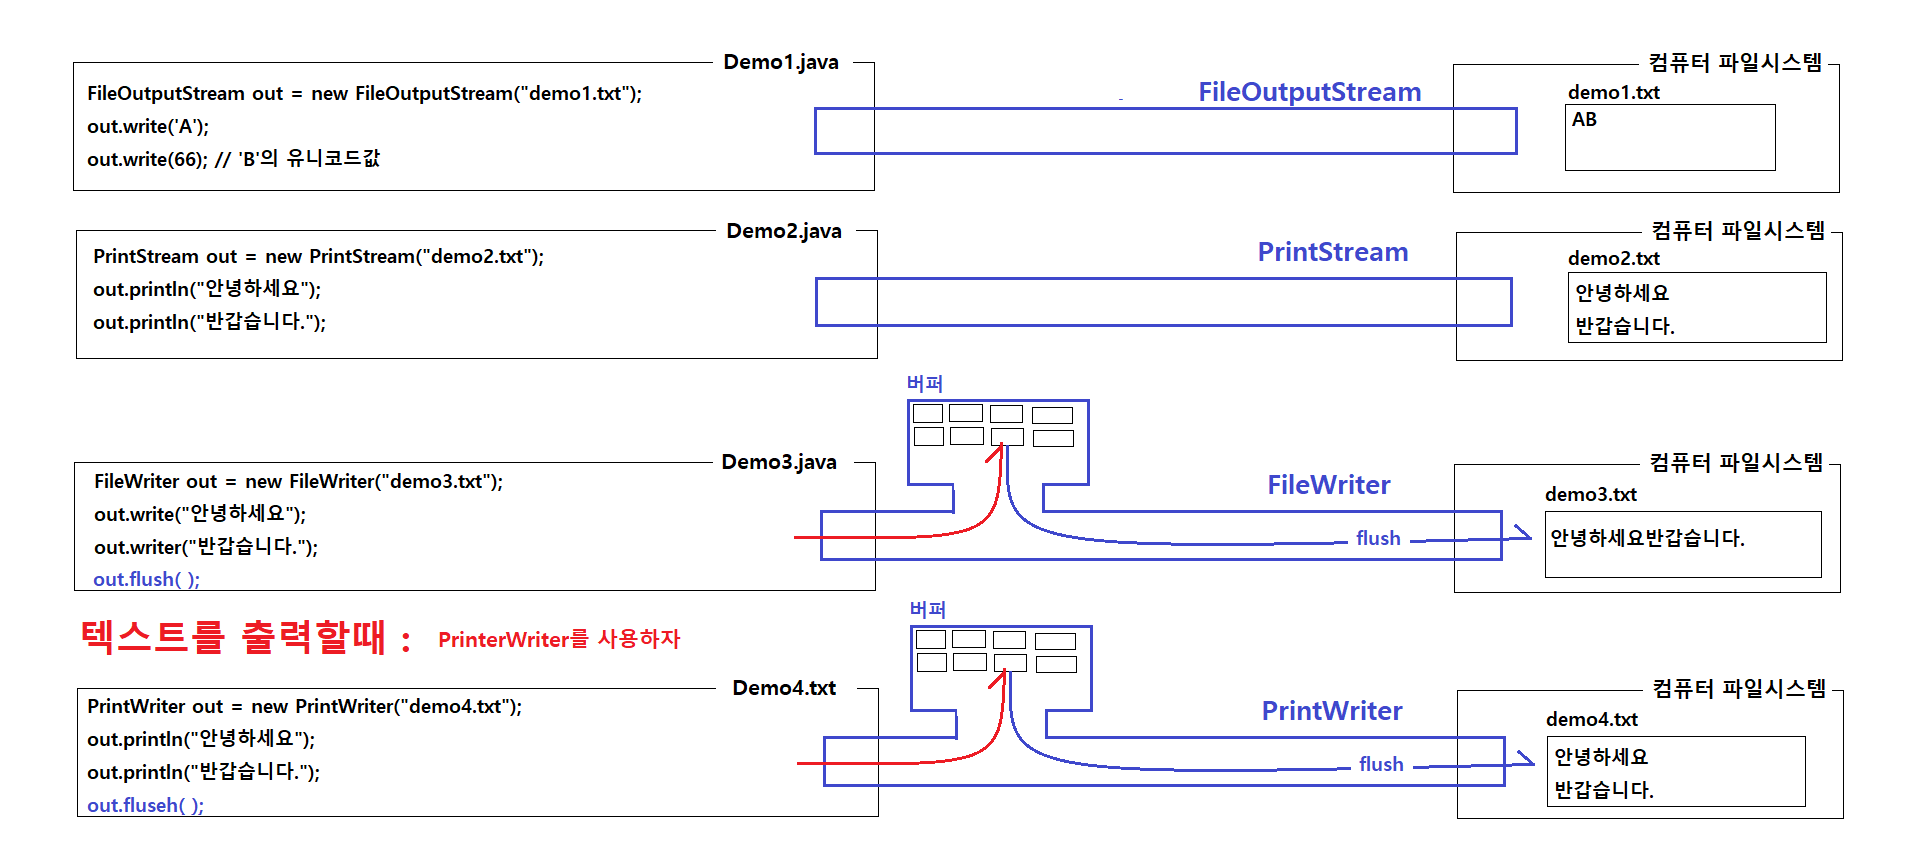 Demo1.java
FileOutputStream out = new FileOutputStream("demo1.txt");
out.write('A');
out.write(66); // 'B'의 유니코드값
FileOutputStream
컴퓨터 파일시스템
demo1.txt
AB
Demo2.java
PrintStream out = new PrintStream("demo2.txt");
out.println("안녕하세요");
out.println("반갑습니다.");
PrintStream
컴퓨터 파일시스템
demo2.txt
안녕하세요
반갑습니다.
버퍼
Demo3.java
FileWriter out = new FileWriter("demo3.txt");
out.write("안녕하세요");
out.writer("반갑습니다.");
out.flush( );
FileWriter
flush
컴퓨터 파일시스템
demo3.txt
안녕하세요반갑습니다.
텍스트를 출력할때 : PrinterWriter를 사용하자
버퍼
Demo4.txt
PrintWriter out = new PrintWriter("demo4.txt");
out.println("안녕하세요");
out.println("반갑습니다.");
out.fluseh( );
PrintWriter
flush
컴퓨터 파일시스템
demo4.txt
안녕하세요
반갑습니다.